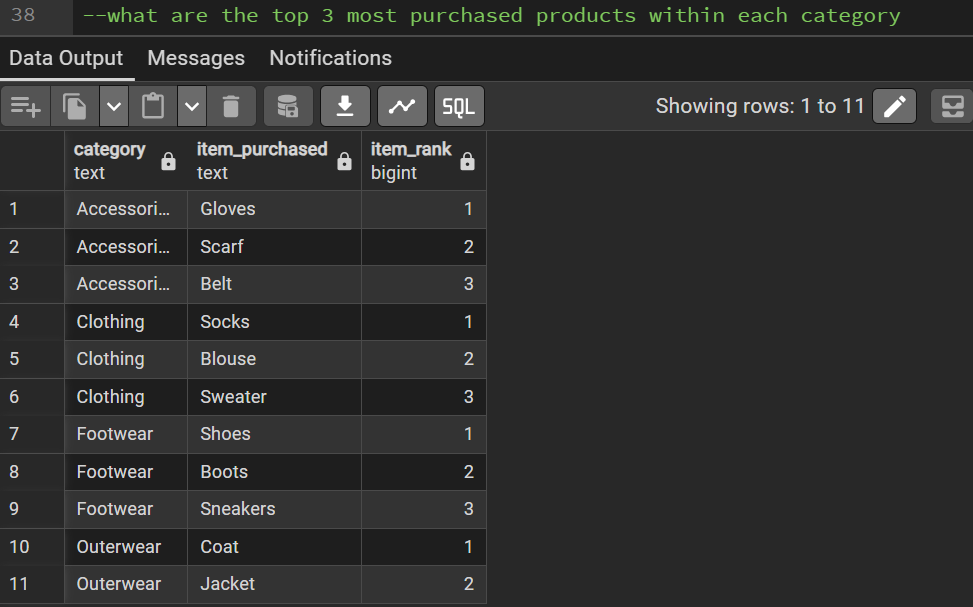 38 --what are the top 3 most purchased products within each category
Data Output Messages Notifications
SQL Showing rows: 1 to 11
category item_purchased item_rank
text text bigint
1 Accessori... Gloves 1
2 Accessori... Scarf 2
3 Accessori... Belt 3
4 Clothing Socks 1
5 Clothing Blouse 2
6 Clothing Sweater 3
7 Footwear Shoes 1
8 Footwear Boots 2
9 Footwear Sneakers 3
10 Outerwear Coat 1
11 Outerwear Jacket 2